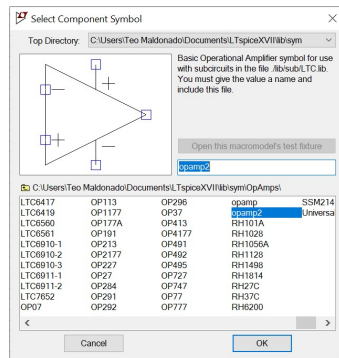 Select Component Symbol
Top Directory: C:\Users\Teo Maldonado\Documents\LTspiceXVII\lib\sym
Basic Operational Amplifier symbol for use
with subcircuits in the file ./lib/sub/LTC.lib.
You must give the value a name and
include this file.
Open this macromodel's test fixture
opamp2
C:\Users\Teo Maldonado\Documents\LTspiceXVII\lib\sym\OpAmps\
LTC6417 OP113 OP296 opamp SSM214
LTC6419 OP1177 OP37 opamp2 Universa
LTC6560 OP177A OP413 RH101A
LTC6561 OP191 OP4177 RH1028
LTC6910-1 OP213 OP491 RH1056A
LTC6910-2 OP2177 OP492 RH1128
LTC6910-3 OP227 OP495 RH1498
LTC6911-1 OP27 OP727 RH1814
LTC6911-2 OP284 OP747 RH27C
LTC7652 OP291 OP77 RH37C
OP07 OP292 OP777 RH6200
Cancel OK